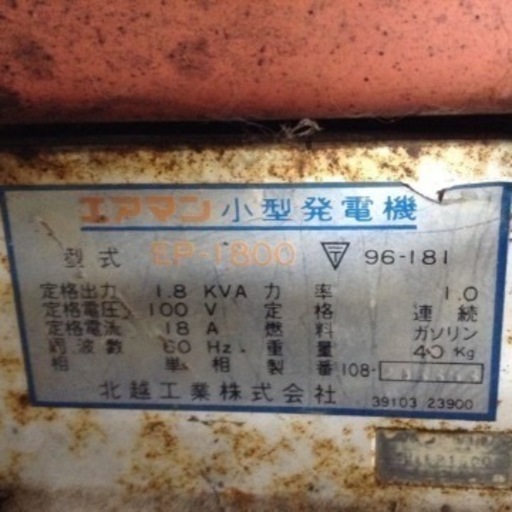 エアマン 小型発電機
型式 EP-1800 〒 96-181
定格出力 1.8 KVA 力率 1.0
定格電圧 100 V 定格 連続
定格電流 18 A 燃料 ガソリン
周波数 60 Hz 重量 40 Kg
相 単相 製番 108-
北越工業株式会社 39103 23900